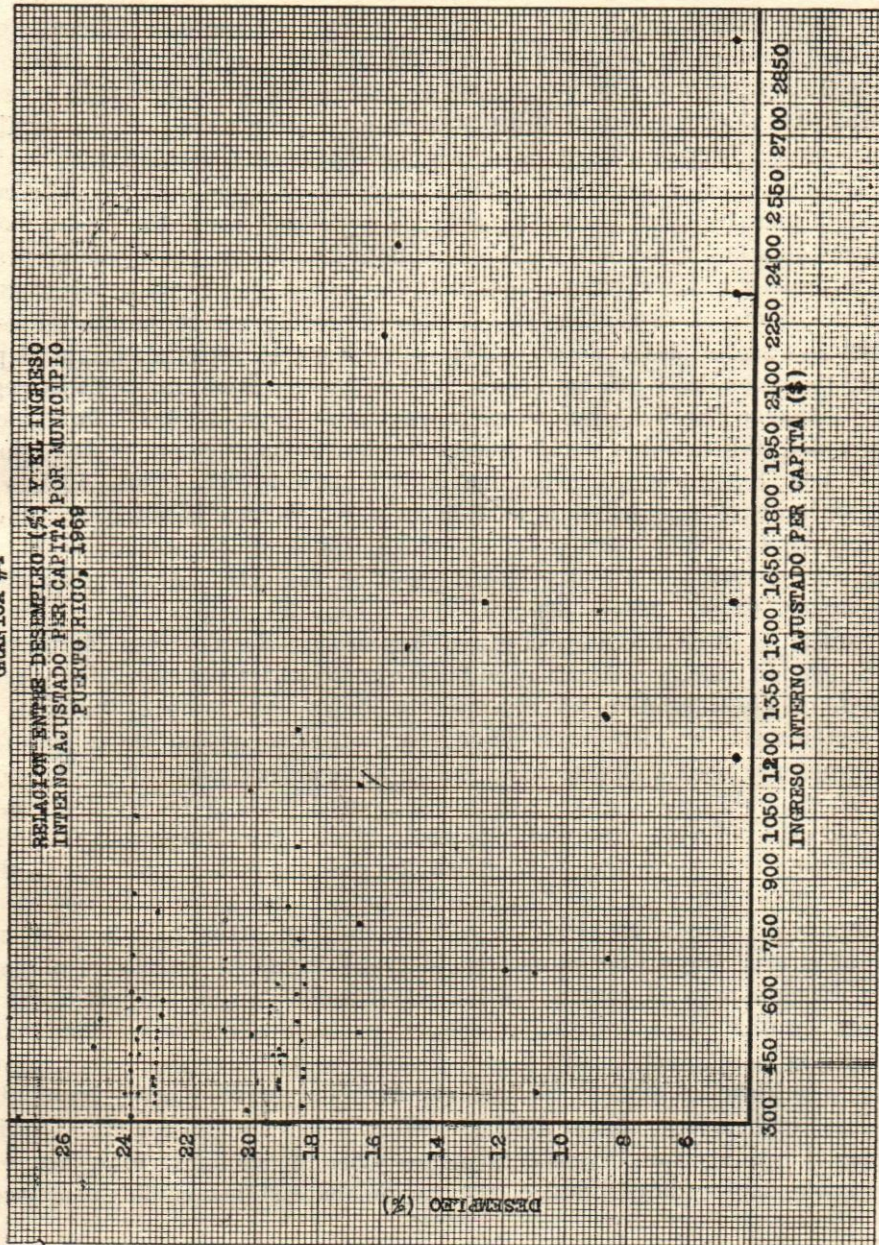 GRAFICA #1
RELACION ENTRE DESEMPLEO (%) Y EL INGRESO
INTERNO AJUSTADO PER CAPITA POR MUNICIPIO
PUERTO RICO, 1969
DESEMPLEO (%)
26
24
22
20
18
16
14
12
10
8
6
300 450 600 750 900 1050 1200 1350 1500 1650 1800 1950 2100 2250 2400 2550 2700 2850
INGRESO INTERNO AJUSTADO PER CAPITA ($)